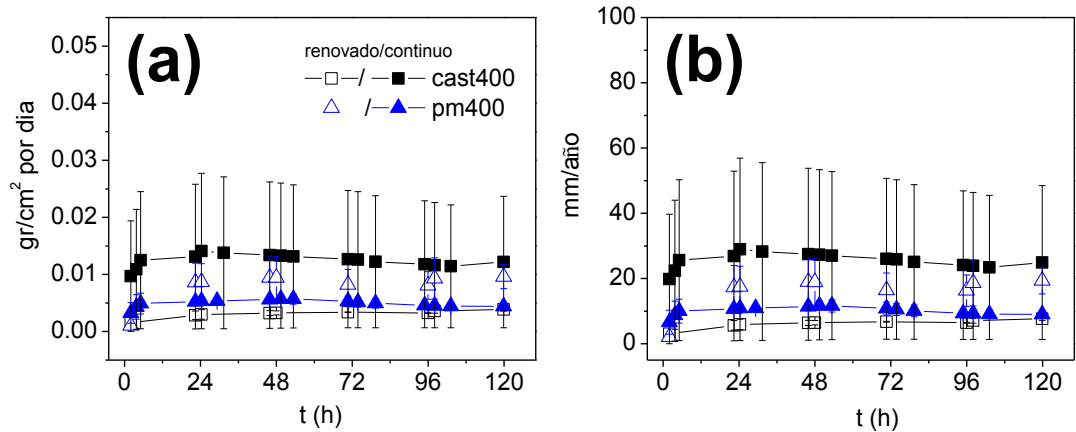 (a)
gr/cm² por dia
0.05
0.04
0.03
0.02
0.01
0.00
renovado/continuo
/ cast400
/ pm400
0 24 48 72 96 120
t (h)
(b)
mm/año
100
80
60
40
20
0
0 24 48 72 96 120
t (h)